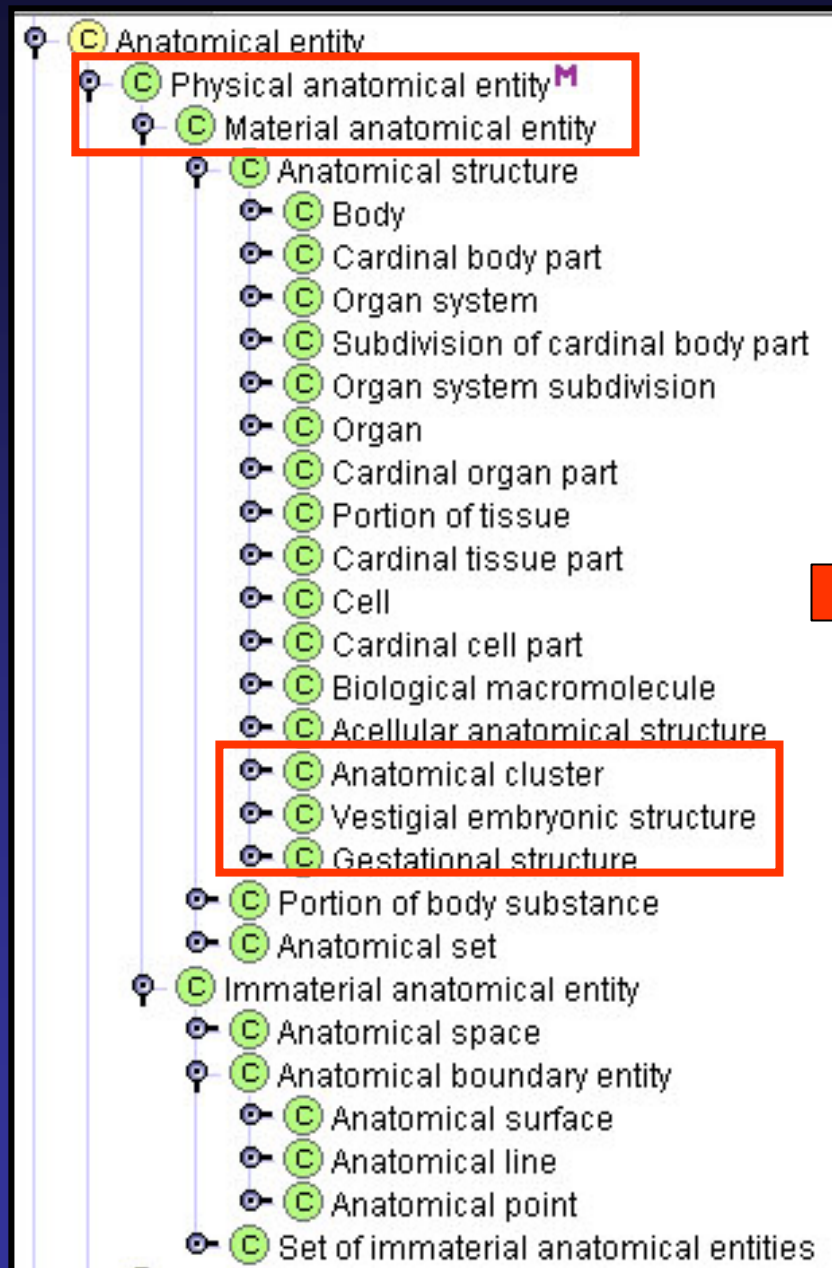 C Anatomical entity
C Physical anatomical entity M
C Material anatomical entity
C Anatomical structure
C Body
C Cardinal body part
C Organ system
C Subdivision of cardinal body part
C Organ system subdivision
C Organ
C Cardinal organ part
C Portion of tissue
C Cardinal tissue part
C Cell
C Cardinal cell part
C Biological macromolecule
C Acellular anatomical structure
C Anatomical cluster
C Vestigial embryonic structure
C Gestational structure
C Portion of body substance
C Anatomical set
C Immaterial anatomical entity
C Anatomical space
C Anatomical boundary entity
C Anatomical surface
C Anatomical line
C Anatomical point
C Set of immaterial anatomical entities